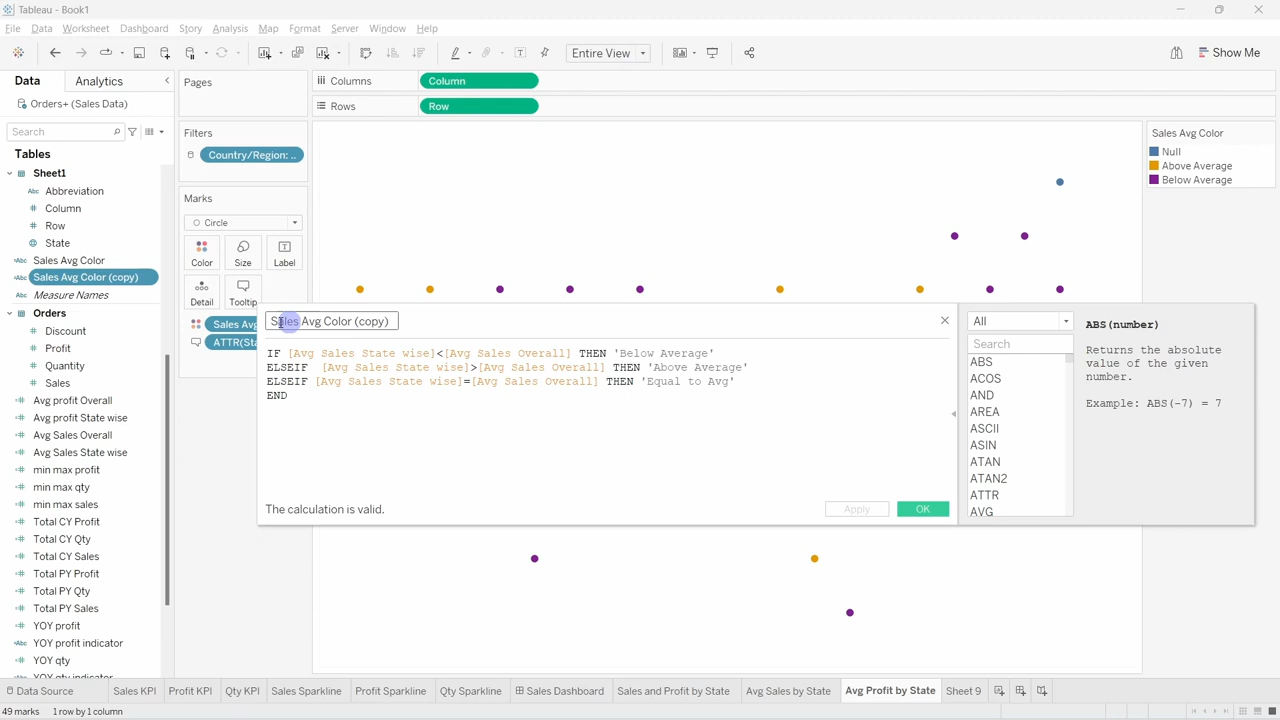 Tableau - Book1
File Data Worksheet Dashboard Story Analysis Map Format Server Window Help
Entire View
Show Me
Data Analytics
Pages
Columns Column
Orders+ (Sales Data)
Rows Row
Search
Filters
Sales Avg Color
Tables
Country/Region: ..
Null
Sheet1
Above Average
Abbreviation
Marks
Below Average
Column
Circle
Row
State
Color Size Label
Sales Avg Color
Sales Avg Color (copy)
Measure Names
Detail Tooltip
Orders
Discount
Profit
Quantity
Sales
Avg profit Overall
Avg profit State wise
Avg Sales Overall
Avg Sales State wise
min max profit
min max qty
min max sales
Total CY Profit
Total CY Qty
Total CY Sales
Total PY Profit
Total PY Qty
Total PY Sales
YOY profit
YOY profit indicator
YOY qty
YOY qty indicator
Sales Avg
ATTR(Sta
Sales Avg Color (copy)
IF [Avg Sales State wise]<[Avg Sales Overall] THEN 'Below Average'
ELSEIF [Avg Sales State wise]>[Avg Sales Overall] THEN 'Above Average'
ELSEIF [Avg Sales State wise]=[Avg Sales Overall] THEN 'Equal to Avg'
END
The calculation is valid.
Apply OK
All
Search
ABS
ACOS
AND
AREA
ASCII
ASIN
ATAN
ATAN2
ATTR
AVG
ABS(number)
Returns the absolute
value of the given
number.
Example: ABS(-7) = 7
Data Source Sales KPI Profit KPI Qty KPI Sales Sparkline Profit Sparkline Qty Sparkline Sales Dashboard Sales and Profit by State Avg Sales by State Avg Profit by State Sheet 9
49 marks 1 row by 1 column